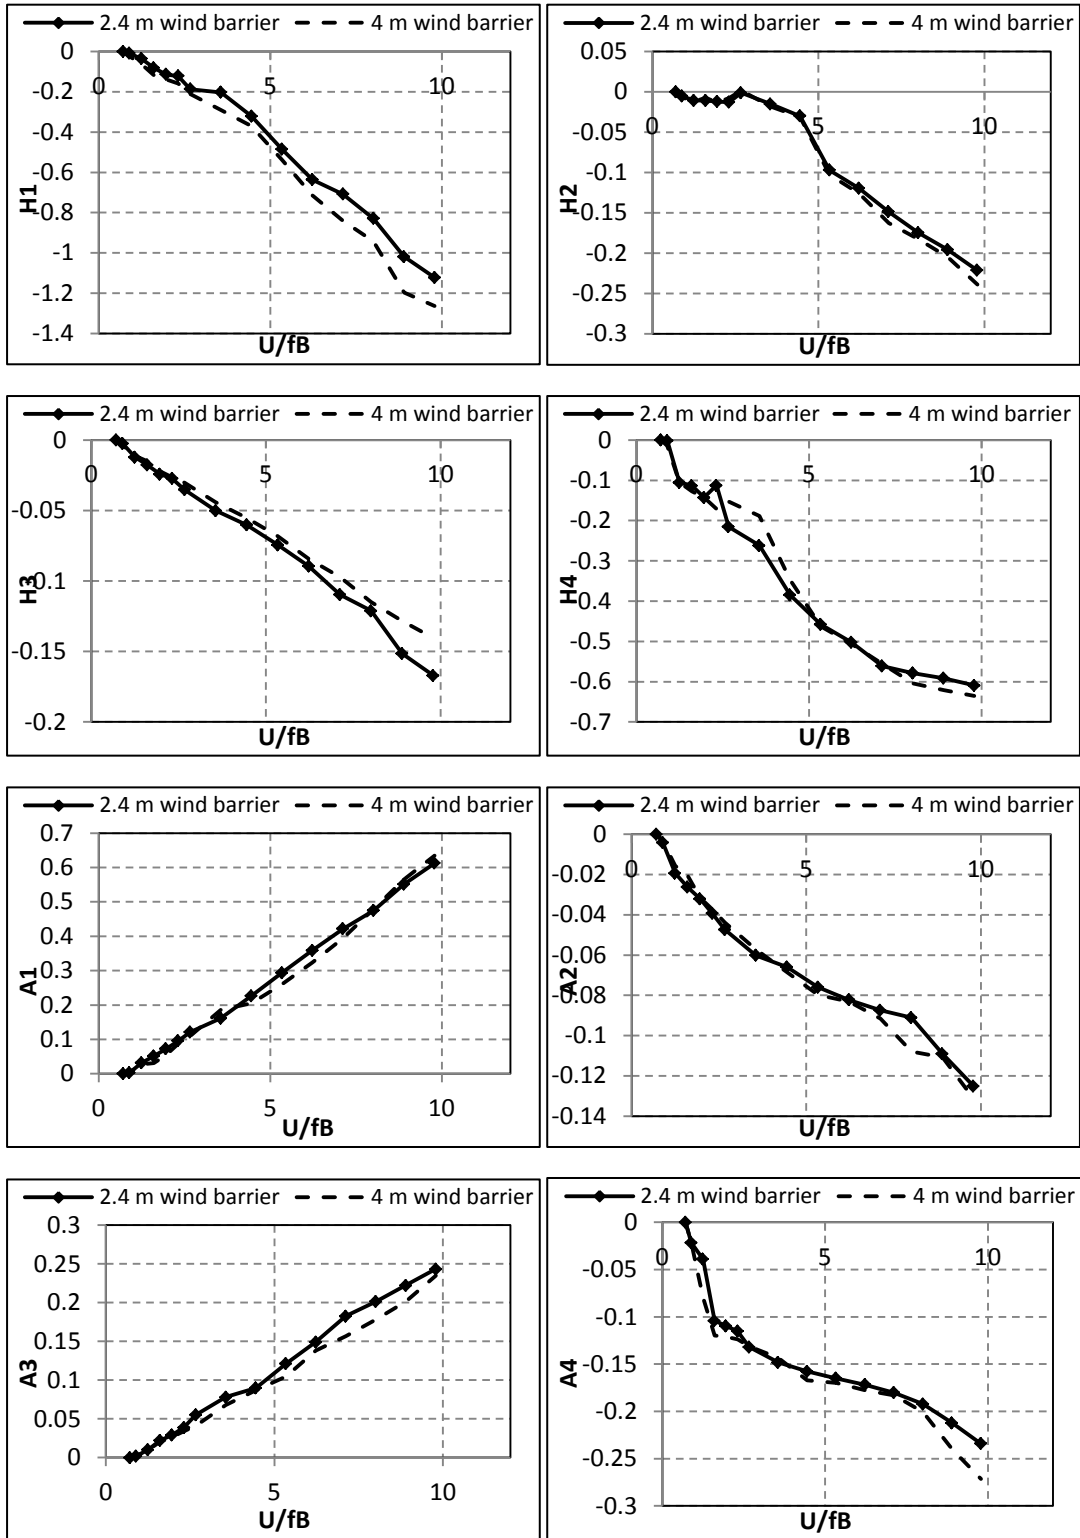 2.4 m wind barrier 4 m wind barrier
0
-0.2
-0.4
-0.6
-0.8
-1
-1.2
-1.4
0 5 10
H1
U/fB
2.4 m wind barrier 4 m wind barrier
0.05
0
-0.05
-0.1
-0.15
-0.2
-0.25
-0.3
0 5 10
H2
U/fB
2.4 m wind barrier 4 m wind barrier
0
-0.05
-0.1
-0.15
-0.2
0 5 10
H3
U/fB
2.4 m wind barrier 4 m wind barrier
0
-0.1
-0.2
-0.3
-0.4
-0.5
-0.6
-0.7
0 5 10
H4
U/fB
2.4 m wind barrier 4 m wind barrier
0.7
0.6
0.5
0.4
0.3
0.2
0.1
0
0 5 10
A1
U/fB
2.4 m wind barrier 4 m wind barrier
0
-0.02
-0.04
-0.06
-0.08
-0.1
-0.12
-0.14
0 5 10
A2
U/fB
2.4 m wind barrier 4 m wind barrier
0.3
0.25
0.2
0.15
0.1
0.05
0
0 5 10
A3
U/fB
2.4 m wind barrier 4 m wind barrier
0
-0.05
-0.1
-0.15
-0.2
-0.25
-0.3
0 5 10
A4
U/fB